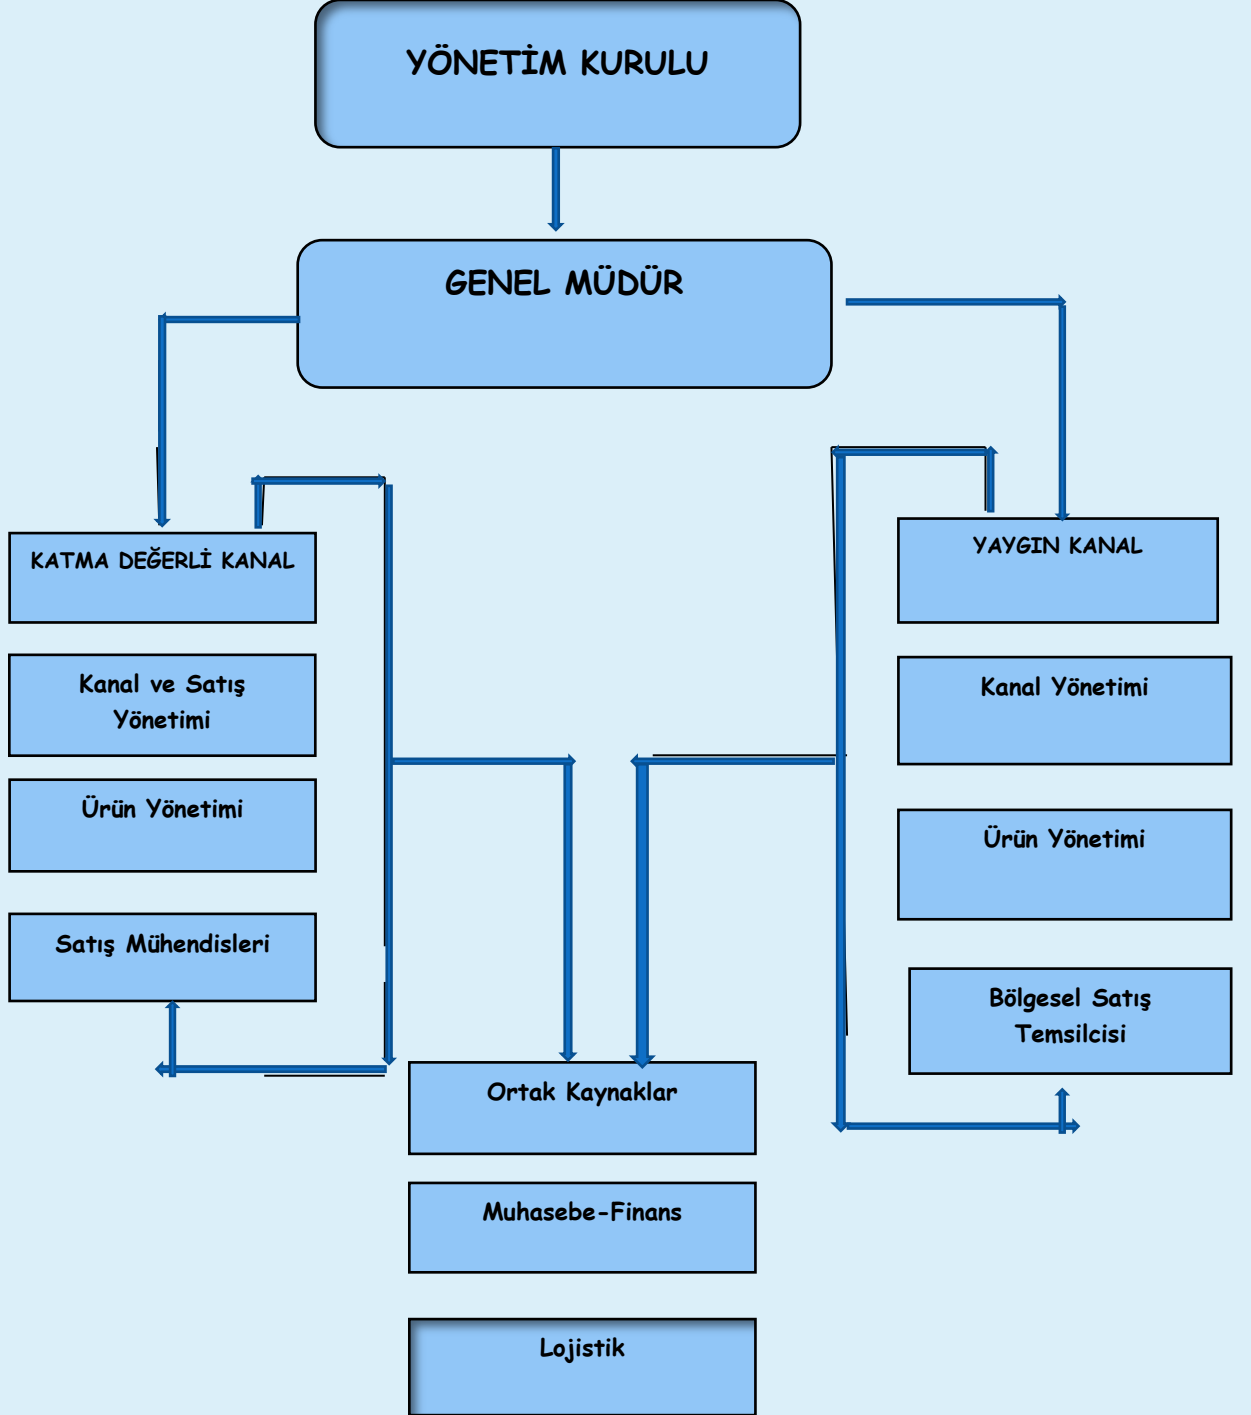 YÖNETİM KURULU
GENEL MÜDÜR
KATMA DEĞERLİ KANAL
Kanal ve Satış
Yönetimi
Ürün Yönetimi
Satış Mühendisleri
YAYGIN KANAL
Kanal Yönetimi
Ürün Yönetimi
Bölgesel Satış
Temsilcisi
Ortak Kaynaklar
Muhasebe-Finans
Lojistik